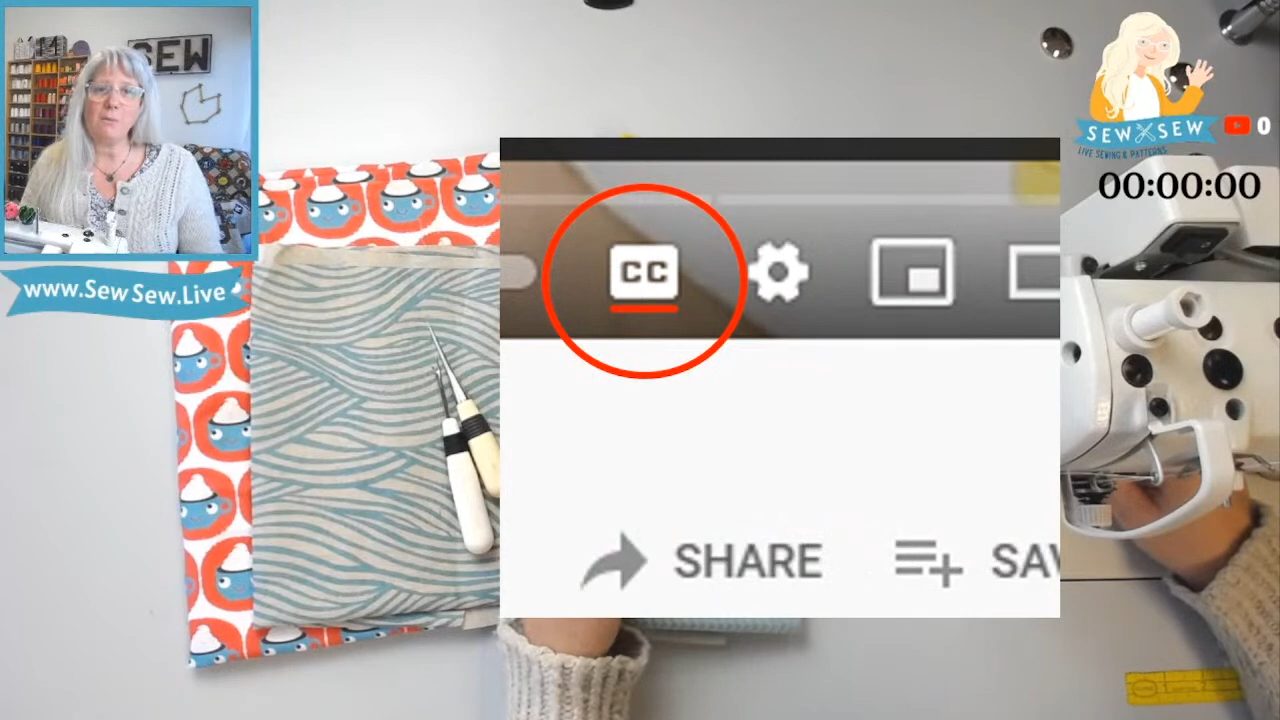 SEW
SEW SEW
LIVE SEWING & PATTERNS
0
00:00:00
www.SewSew.Live
CC
SHARE
SAV